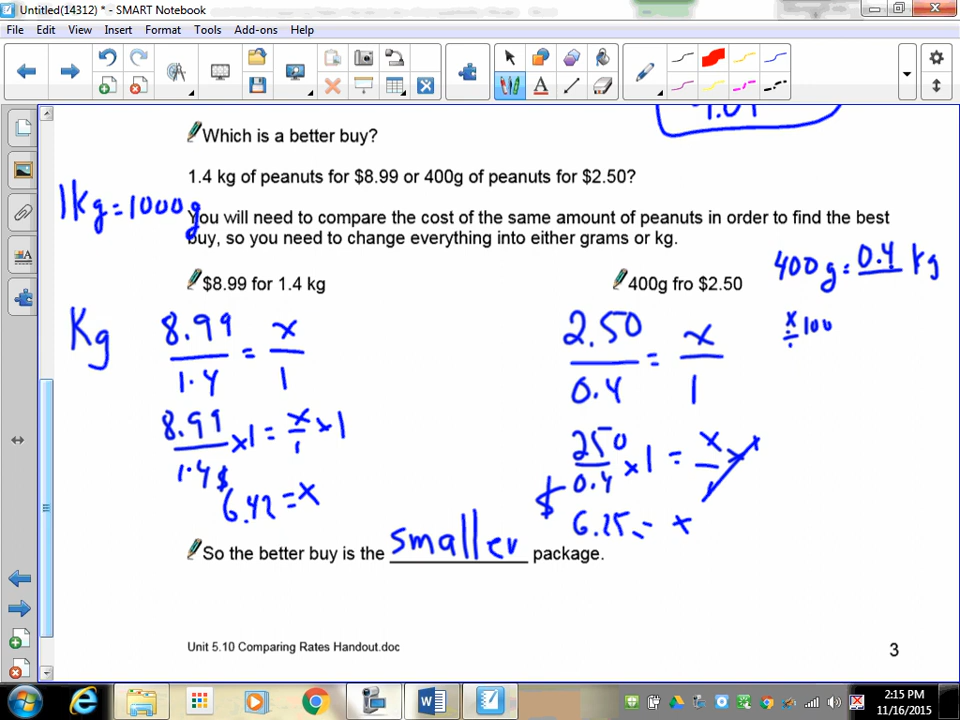 Untitled(14312) * - SMART Notebook
File Edit View Insert Format Tools Add-ons Help
Which is a better buy?
1.4 kg of peanuts for $8.99 or 400g of peanuts for $2.50?
1kg = 1000g
You will need to compare the cost of the same amount of peanuts in order to find the best
buy, so you need to change everything into either grams or kg.
400g = 0.4 kg
$8.99 for 1.4 kg
400g fro $2.50
Kg
8.99/1.4 = x/1
2.50/0.4 = x/1
8.99/1.4 x1 = x/1 x1
250/0.4 x1 = x/1 x1
$6.42 = x
$6.25 = x
So the better buy is the smaller package.
Unit 5.10 Comparing Rates Handout.doc
3
2:15 PM
11/16/2015